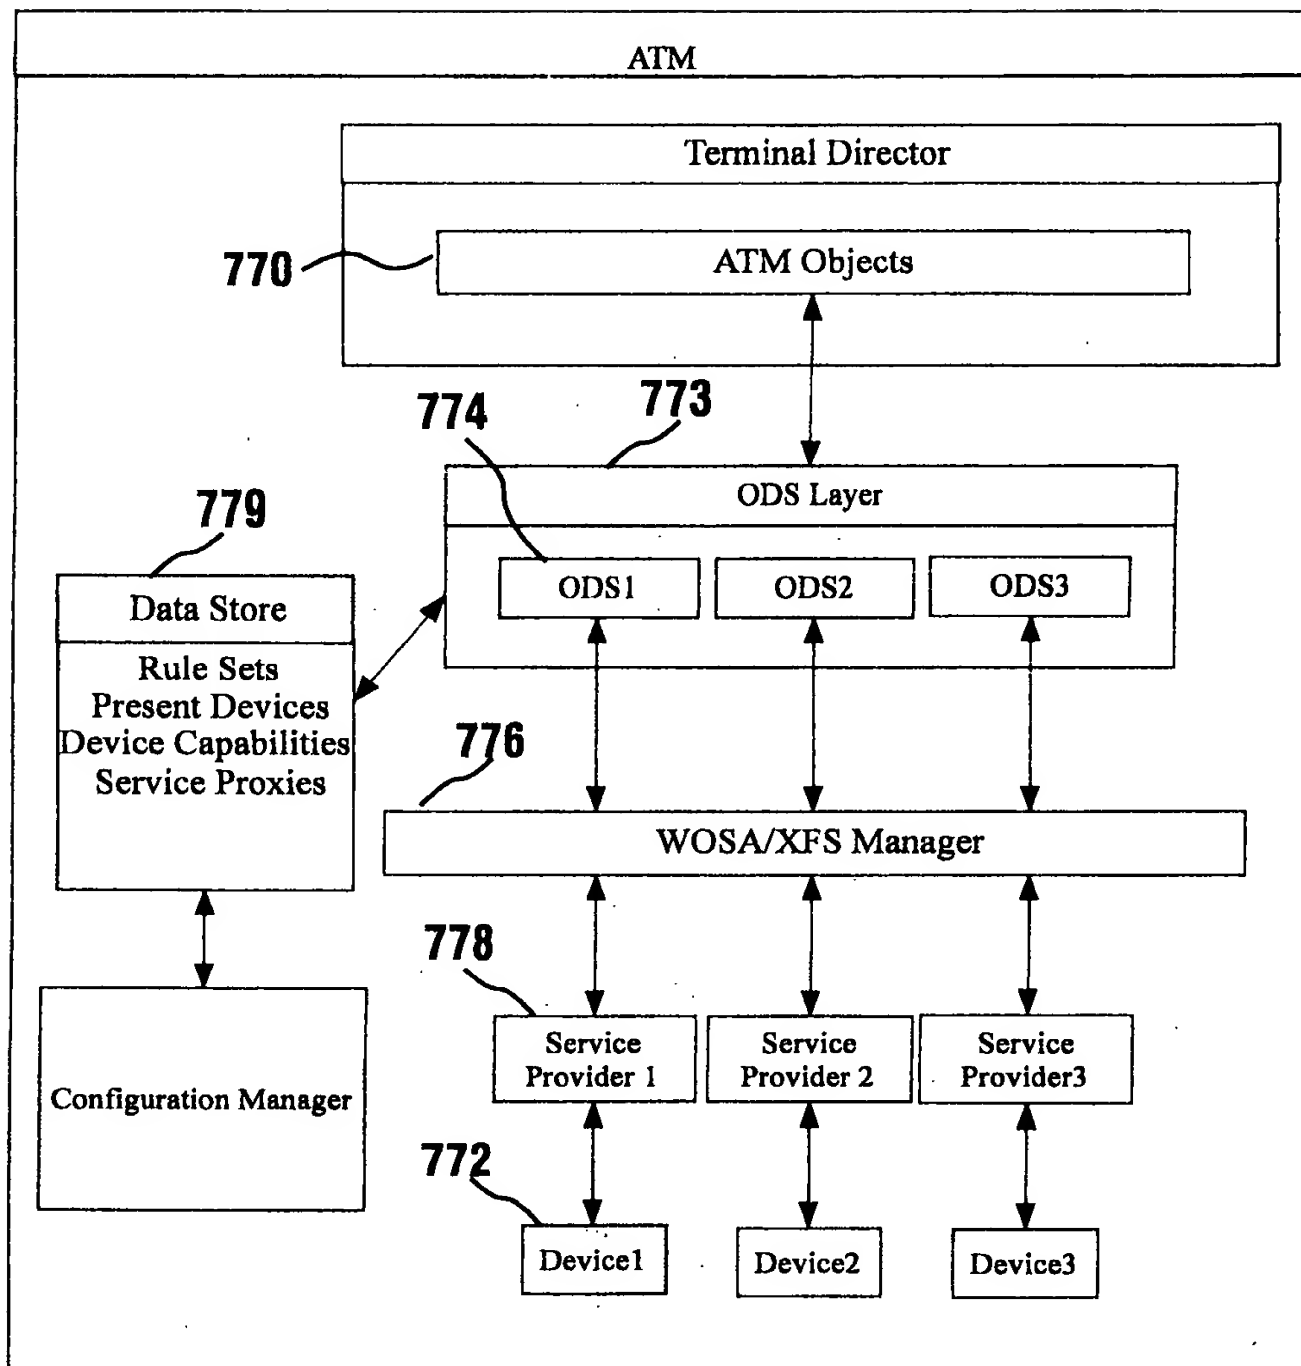 ATM
Terminal Director
770
ATM Objects
773
774
ODS Layer
779
ODS1
ODS2
ODS3
Data Store
Rule Sets
Present Devices
Device Capabilities
Service Proxies
776
WOSA/XFS Manager
778
Service
Provider 1
Service
Provider 2
Service
Provider3
Configuration Manager
772
Device1
Device2
Device3